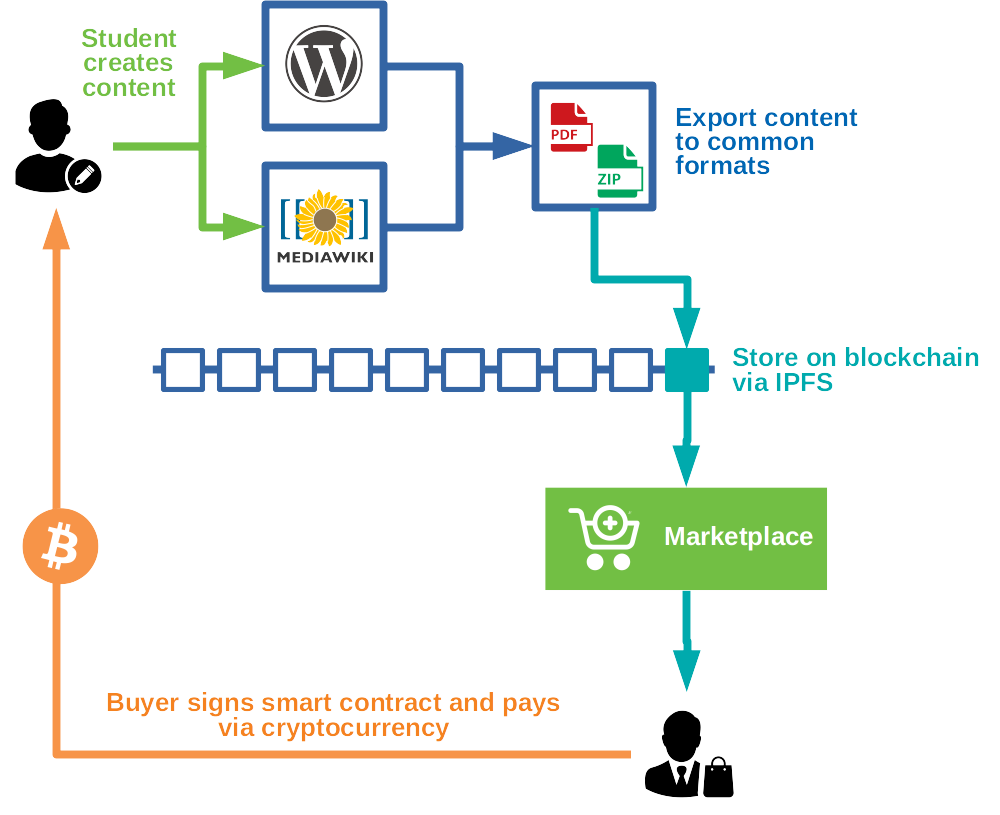 Student
creates
content
W
[[ ]]
MEDIAWIKI
PDF
ZIP
Export content
to common
formats
Store on blockchain
via IPFS
Marketplace
Buyer signs smart contract and pays
via cryptocurrency